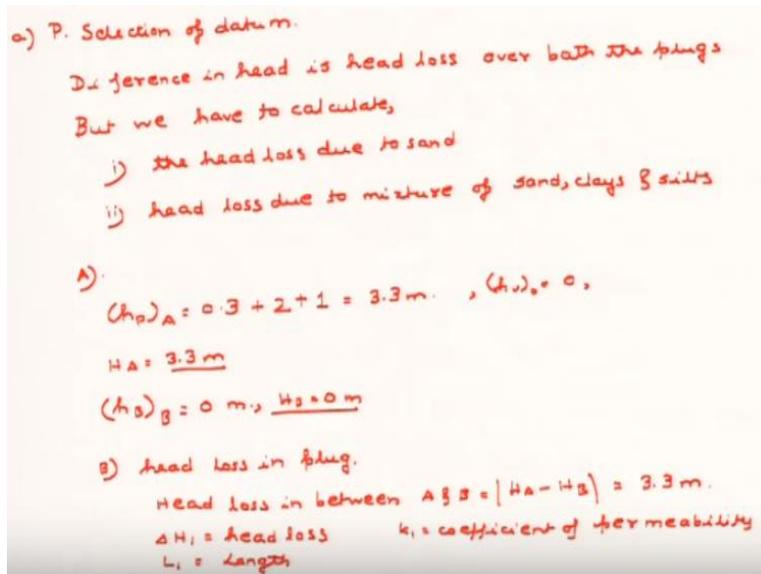 a) P. Selection of datum.
Difference in head is head loss over both the plugs
But we have to calculate,
i) the head loss due to sand
ii) head loss due to mixture of sand, clays & silts
A).
(hp)A = 0.3 + 2 + 1 = 3.3 m. , = 0,
HA = 3.3 m
= 0 m., HB = 0 m
B) head loss in plug.
Head loss in between A & B = |HA - HB| = 3.3 m.
ΔH1 = head loss k1 = coefficient of permeability
L1 = Length